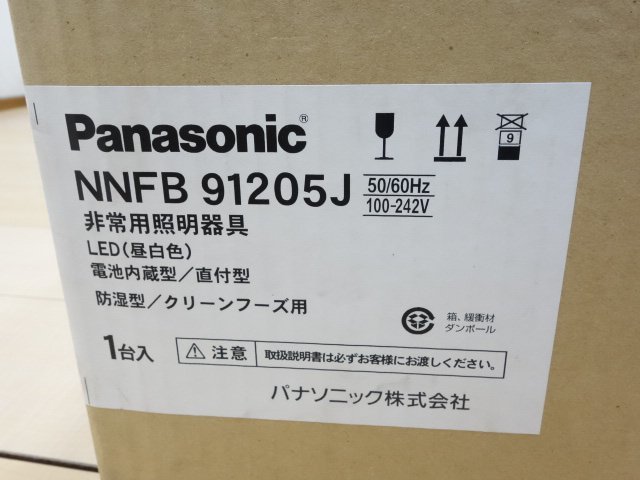 Panasonic®
NNFB 91205J 50/60Hz
100-242V
非常用照明器具
LED(昼白色)
電池内蔵型/直付型
防湿型/クリーンフーズ用
9
箱、緩衝材
ダンボール
1台入
注意 取扱説明書は必ずお客様にお渡しください。
パナソニック株式会社